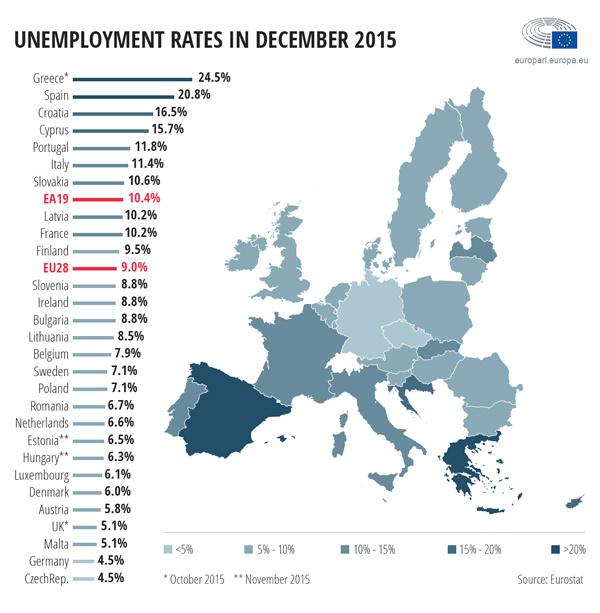 UNEMPLOYMENT RATES IN DECEMBER 2015
europarl.europa.eu
Greece* 24.5%
Spain 20.8%
Croatia 16.5%
Cyprus 15.7%
Portugal 11.8%
Italy 11.4%
Slovakia 10.6%
EA19 10.4%
Latvia 10.2%
France 10.2%
Finland 9.5%
EU28 9.0%
Slovenia 8.8%
Ireland 8.8%
Bulgaria 8.8%
Lithuania 8.5%
Belgium 7.9%
Sweden 7.1%
Poland 7.1%
Romania 6.7%
Netherlands 6.6%
Estonia** 6.5%
Hungary** 6.3%
Luxembourg 6.1%
Denmark 6.0%
Austria 5.8%
UK* 5.1%
Malta 5.1%
Germany 4.5%
CzechRep. 4.5%
<5% 5% - 10% 10% - 15% 15% - 20% >20%
* October 2015 ** November 2015 Source: Eurostat